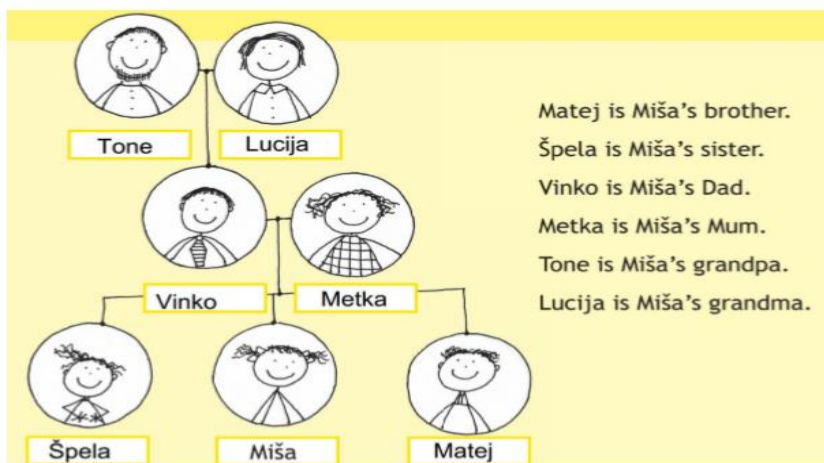 Tone
Lucija
Vinko
Metka
Špela
Miša
Matej
Matej is Miša's brother.
Špela is Miša's sister.
Vinko is Miša's Dad.
Metka is Miša's Mum.
Tone is Miša's grandpa.
Lucija is Miša's grandma.